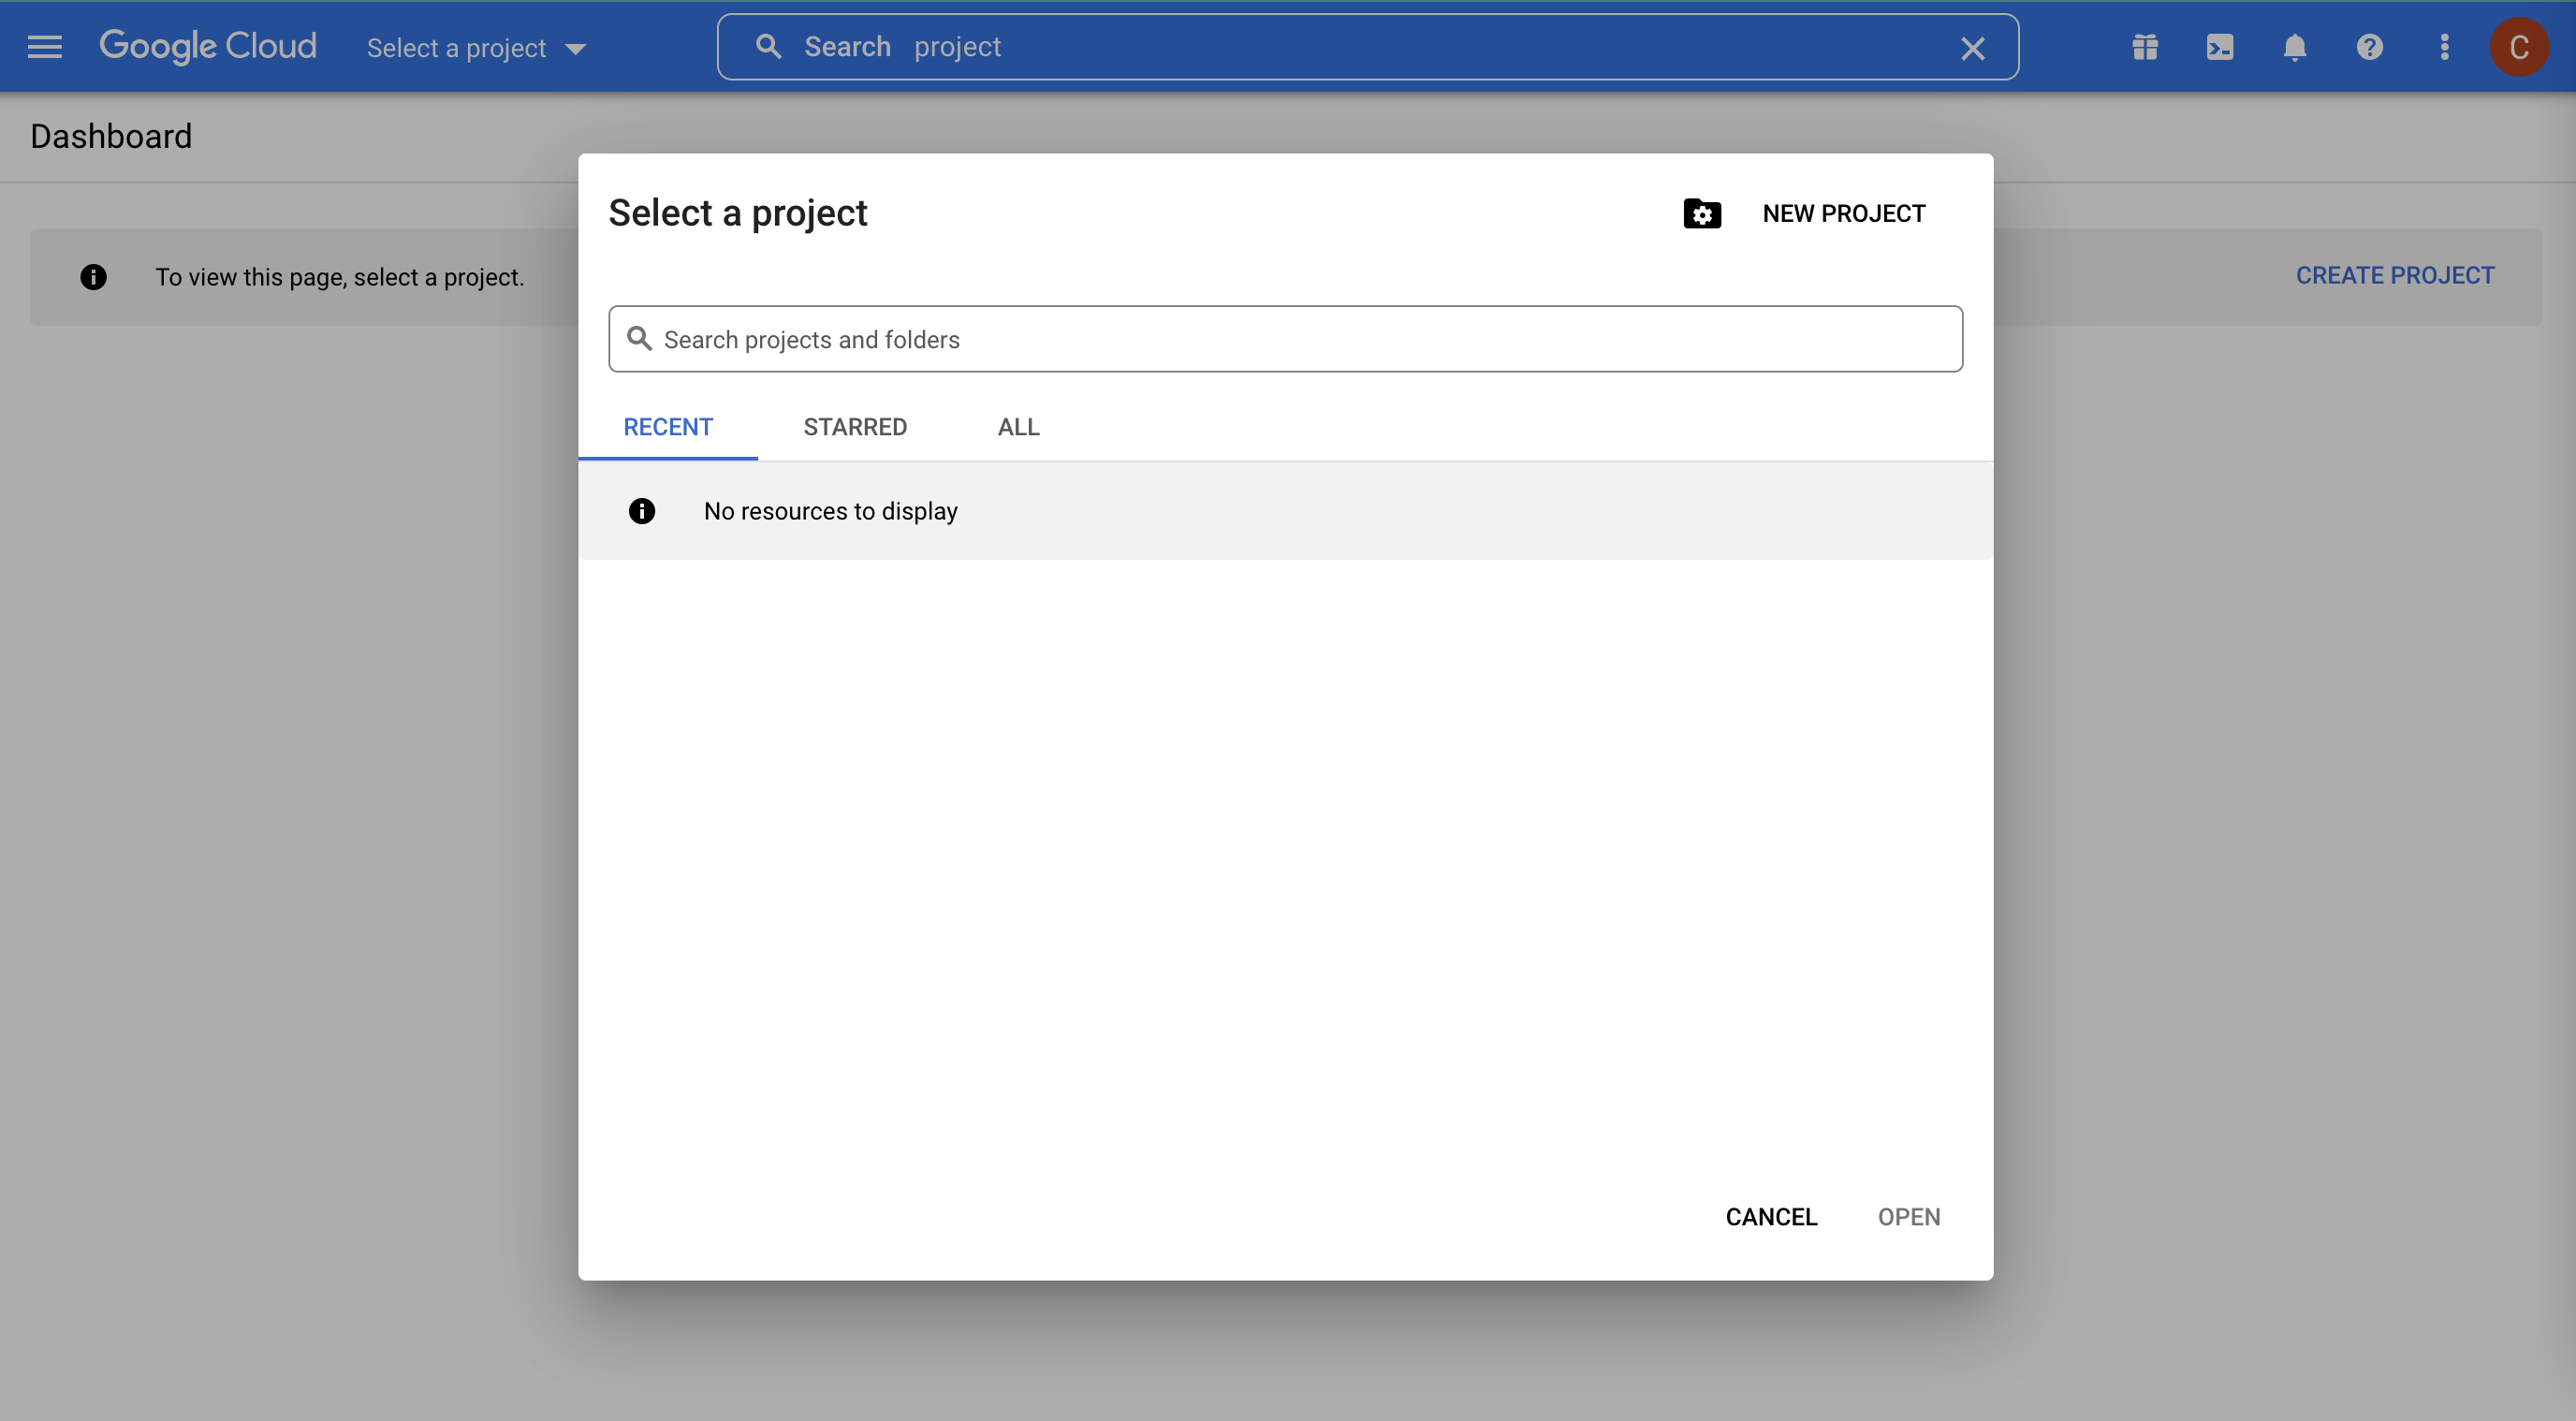 Google Cloud Select a project Search project C
Dashboard
Select a project NEW PROJECT
To view this page, select a project. CREATE PROJECT
Search projects and folders
RECENT STARRED ALL
No resources to display
CANCEL OPEN